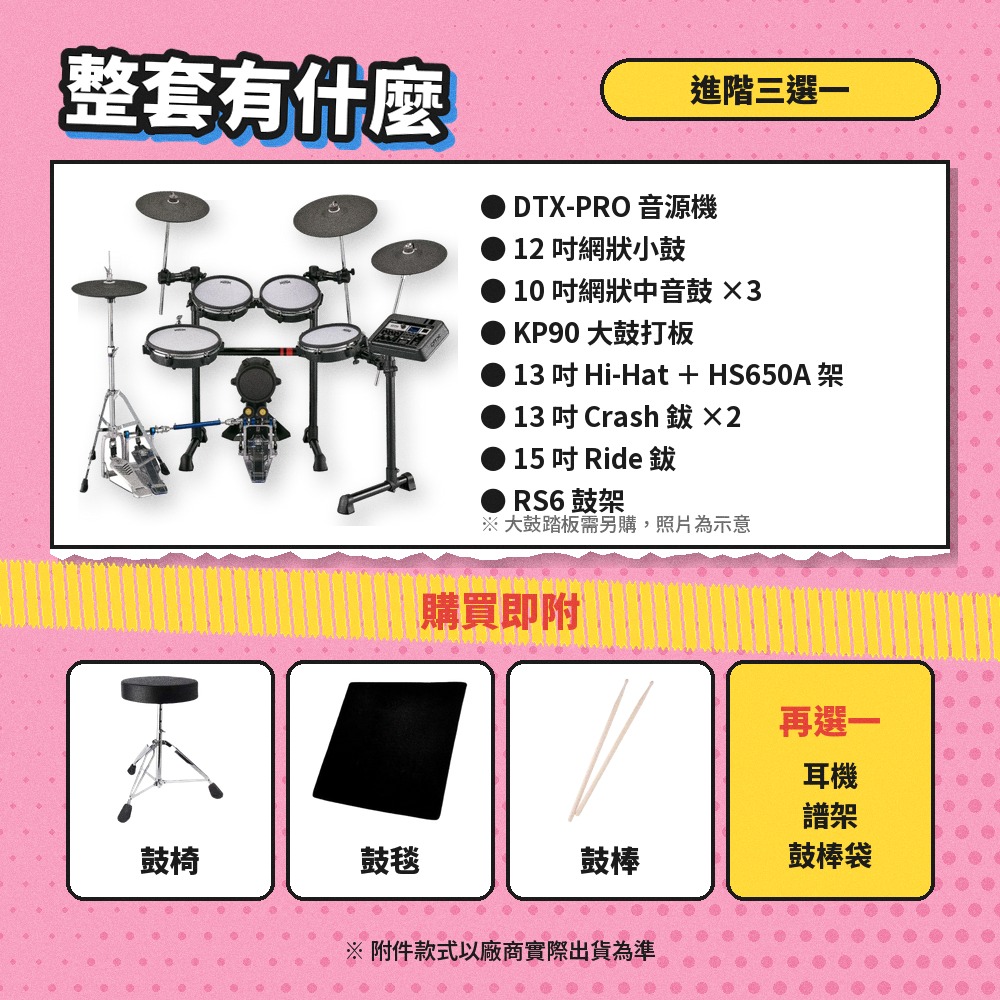 整套有什麼
進階三選一
● DTX-PRO 音源機
● 12 吋網狀小鼓
● 10 吋網狀中音鼓 ×3
● KP90 大鼓打板
● 13 吋 Hi-Hat ＋ HS650A 架
● 13 吋 Crash 鈸 ×2
● 15 吋 Ride 鈸
● RS6 鼓架
※ 大鼓踏板需另購，照片為示意
購買即附
鼓椅
鼓毯
鼓棒
再選一
耳機
譜架
鼓棒袋
※ 附件款式以廠商實際出貨為準